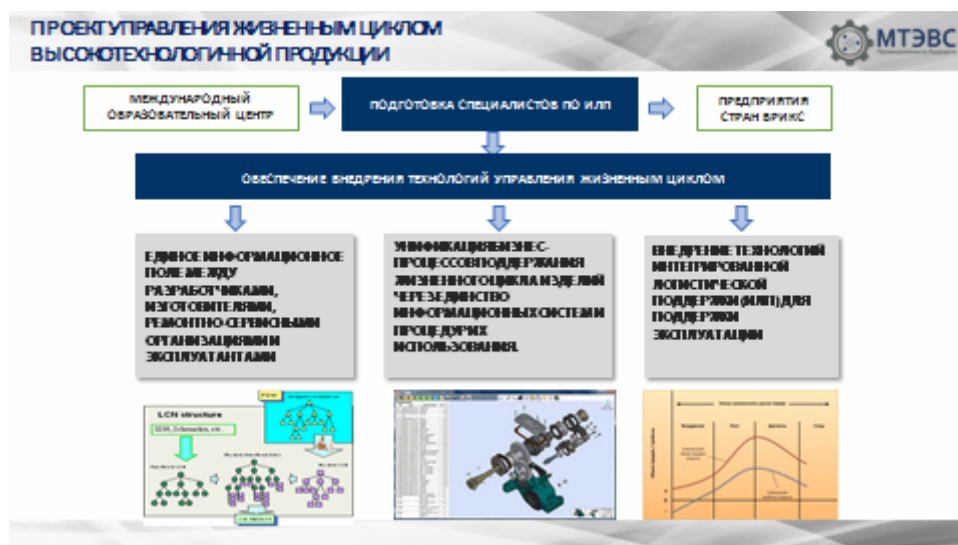 ПРОЕКТ УПРАВЛЕНИЯ ЖИЗНЕННЫМ ЦИКЛОМ
ВЫСОКОТЕХНОЛОГИЧНОЙ ПРОДУКЦИИ
МТЭВС
МЕЖДУНАРОДНЫЙ
ОБРАЗОВАТЕЛЬНЫЙ ЦЕНТР
ПОДГОТОВКА СПЕЦИАЛИСТОВ ПО ИЛП
ПРЕДПРИЯТИЯ
СТРАН БРИКС
ОБЕСПЕЧЕНИЕ ВНЕДРЕНИЯ ТЕХНОЛОГИЙ УПРАВЛЕНИЯ ЖИЗНЕННЫМ ЦИКЛОМ
ЕДИНОЕ ИНФОРМАЦИОННОЕ
ПОЛЕ МЕЖДУ
РАЗРАБОТЧИКАМИ,
ИЗГОТОВИТЕЛЯМИ,
РЕМОНТНО-СЕРВИСНЫМИ
ОРГАНИЗАЦИЯМИ И
ЭКСПЛУАТАНТАМИ
УНИФИКАЦИЯ БИЗНЕС-
ПРОЦЕССОВ ПОДДЕРЖАНИЯ
ЖИЗНЕННОГО ЦИКЛА ИЗДЕЛИЙ
ЧЕРЕЗ ЕДИНСТВО
ИНФОРМАЦИОННЫХ СИСТЕМ И
ПРОЦЕДУР ИХ
ИСПОЛЬЗОВАНИЯ.
ВНЕДРЕНИЕ ТЕХНОЛОГИЙ
ИНТЕГРИРОВАННОЙ
ЛОГИСТИЧЕСКОЙ
ПОДДЕРЖКИ (ИЛП) ДЛЯ
ПОДДЕРЖКИ
ЭКСПЛУАТАЦИИ
LCN structure